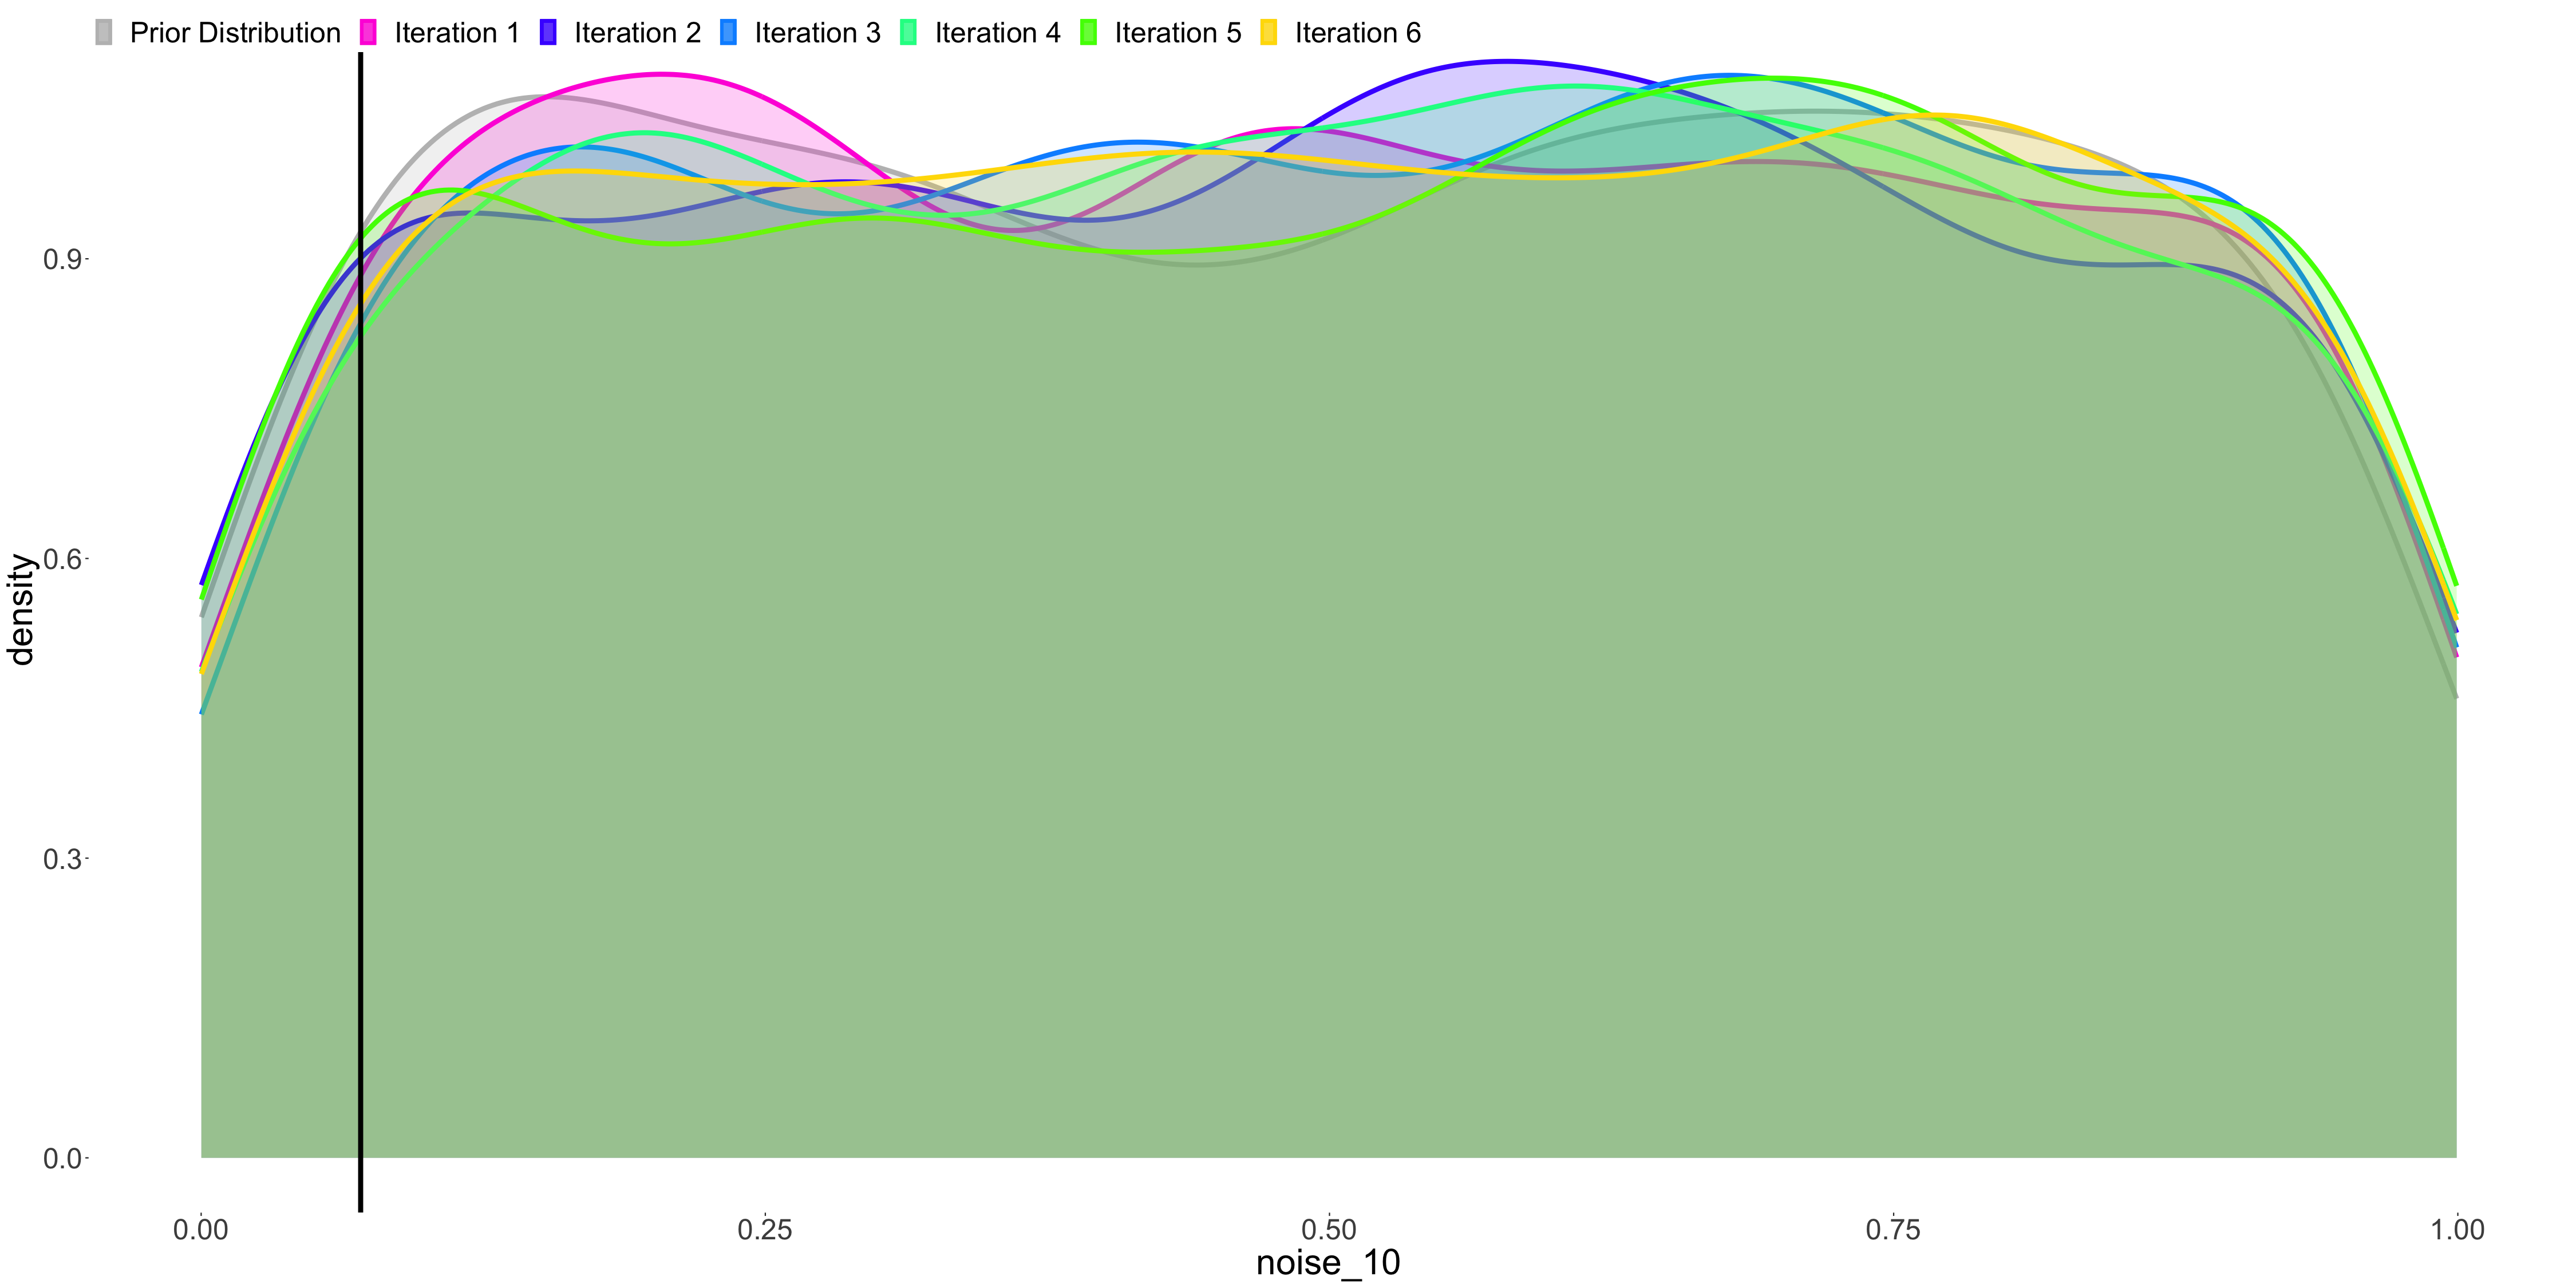 Prior Distribution Iteration 1 Iteration 2 Iteration 3 Iteration 4 Iteration 5 Iteration 6
density
0.9
0.6
0.3
0.0
0.00 0.25 0.50 0.75 1.00
noise_10